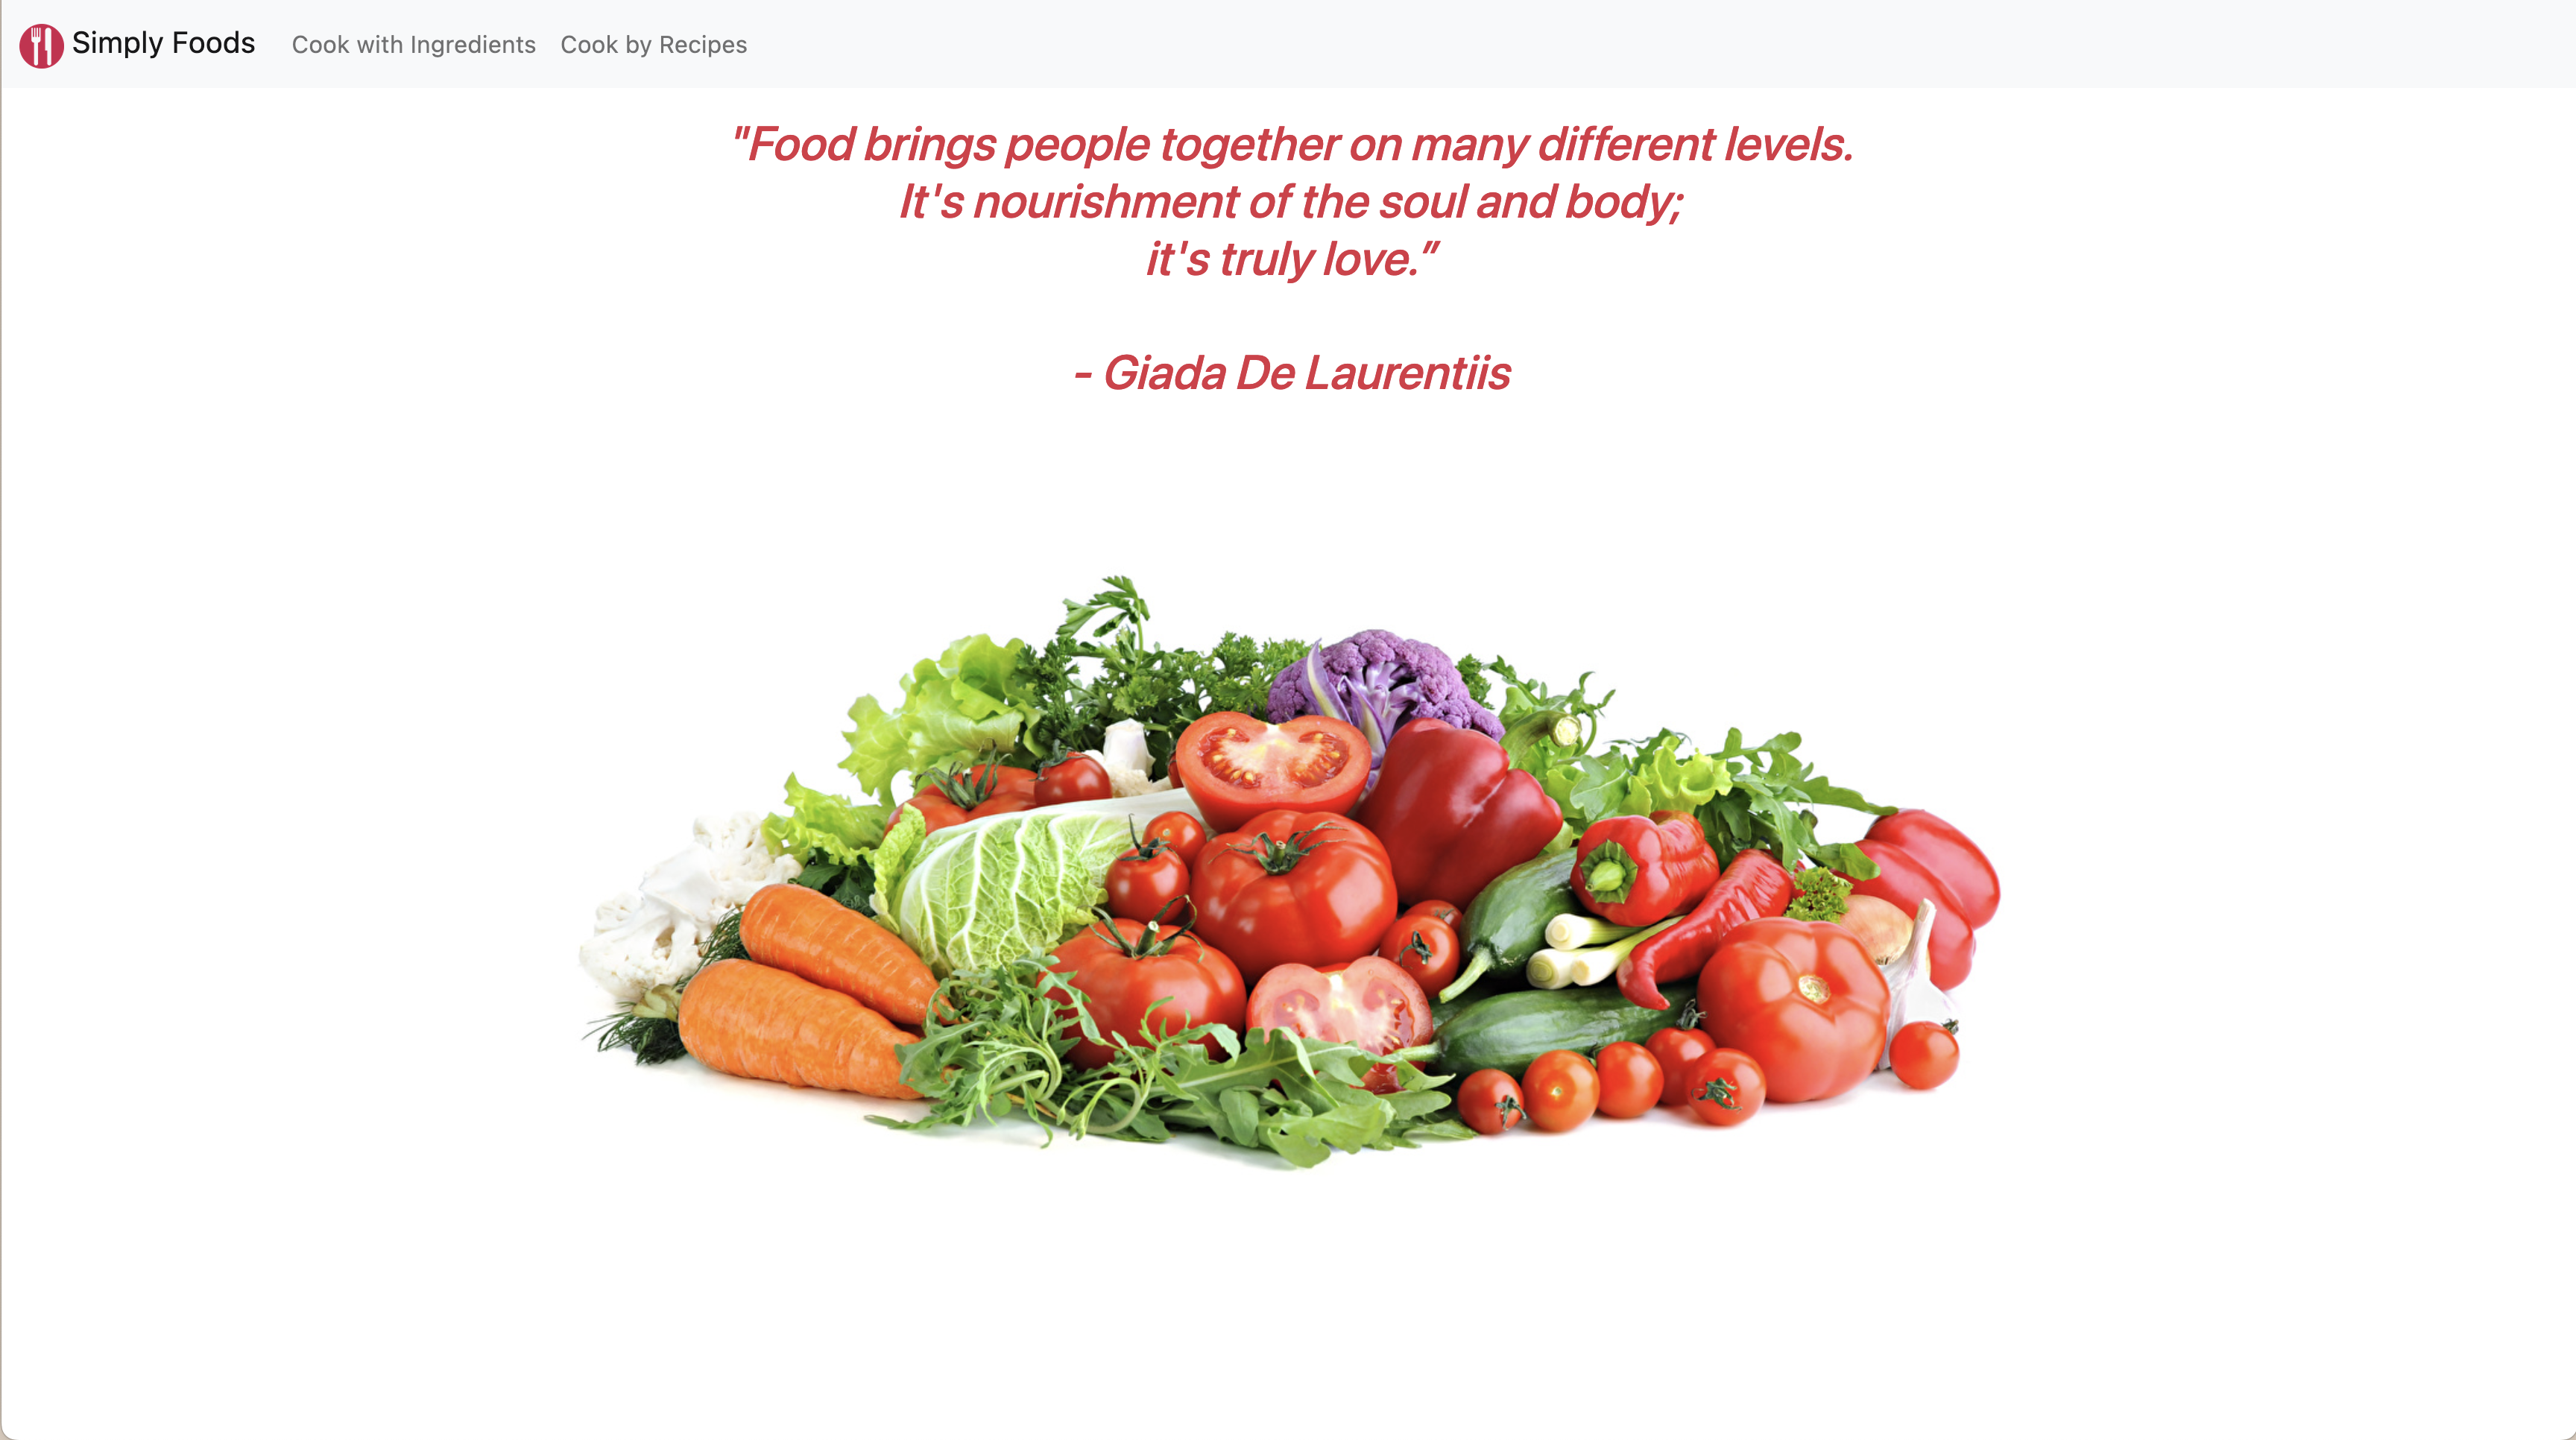 Simply Foods
Cook with Ingredients
Cook by Recipes
"Food brings people together on many different levels.
It's nourishment of the soul and body;
it's truly love.”
- Giada De Laurentiis